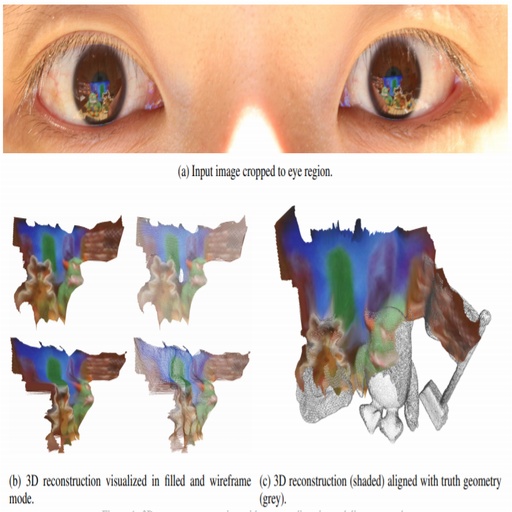 (a) Input image cropped to eye region.
(b) 3D reconstruction visualized in filled and wireframe mode.
(c) 3D reconstruction (shaded) aligned with truth geometry (grey).